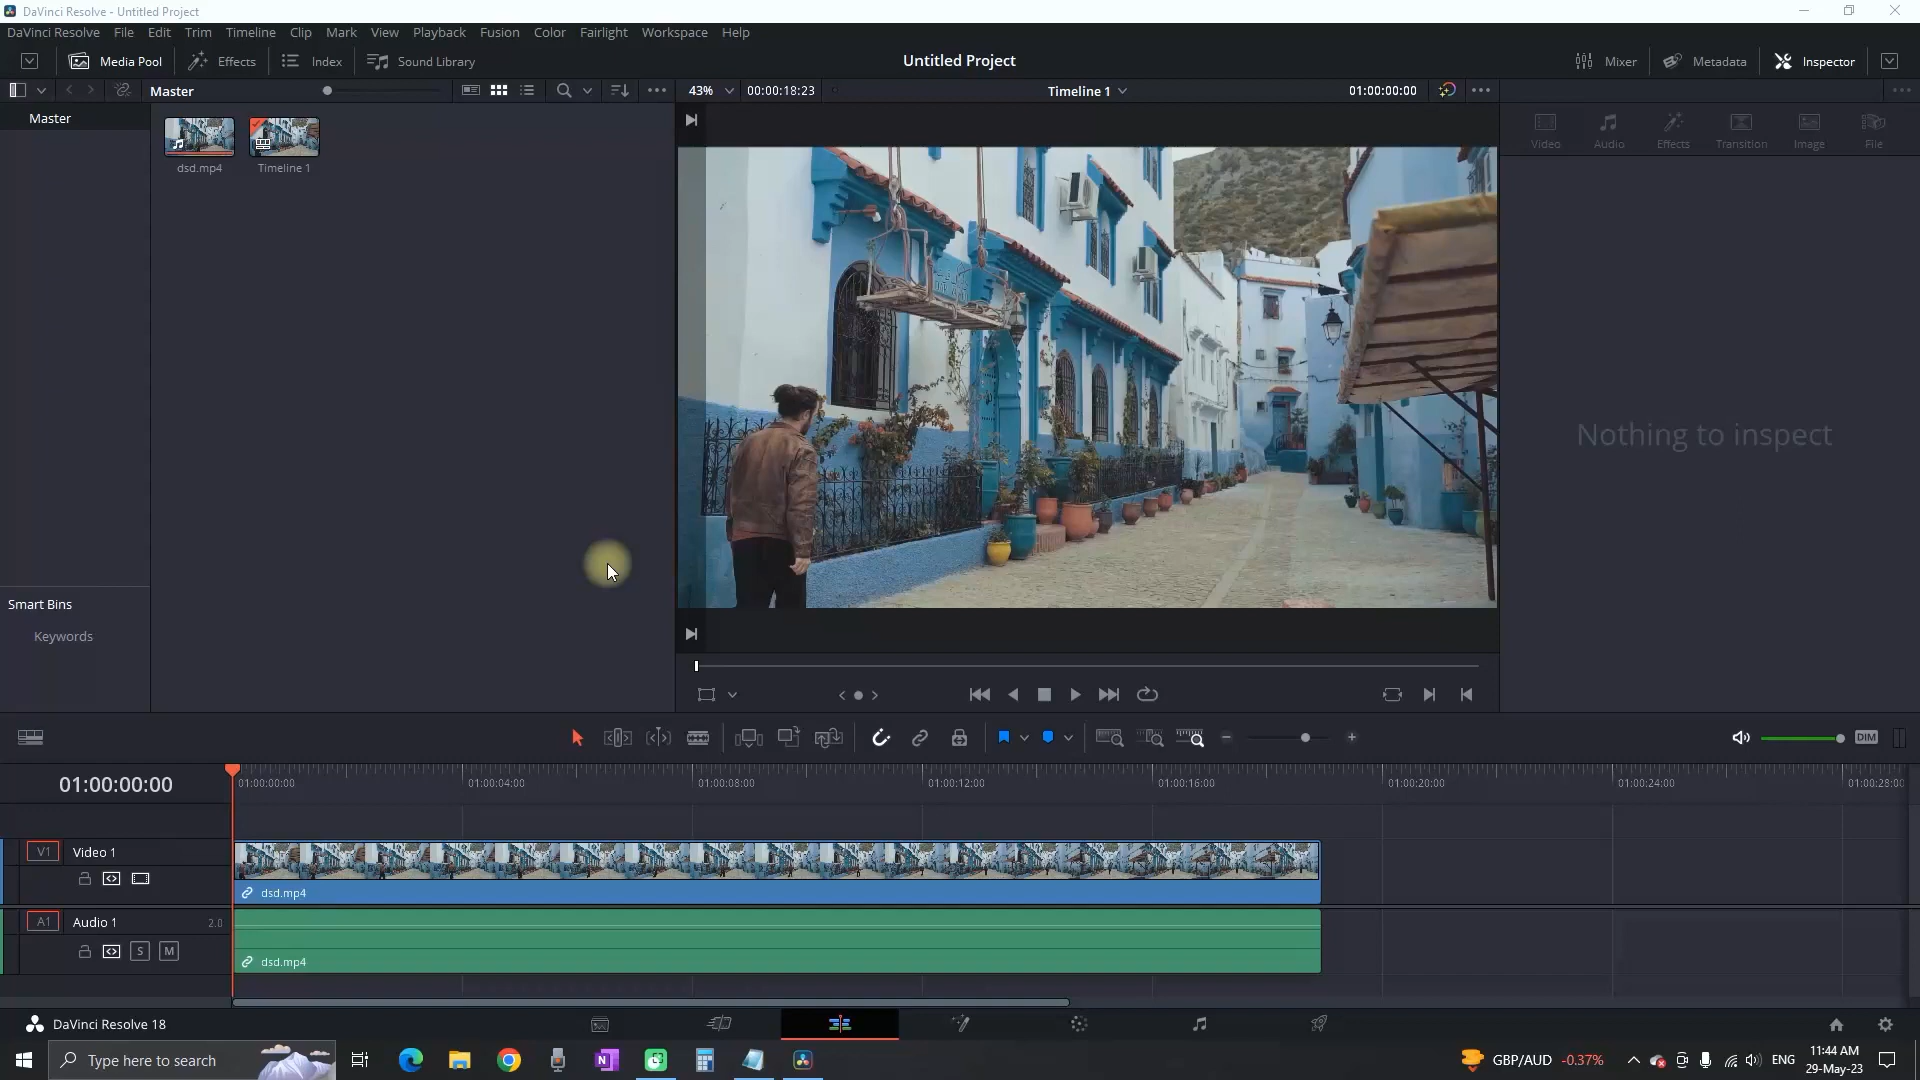 DaVinci Resolve - Untitled Project
DaVinci Resolve File Edit Trim Timeline Clip Mark View Playback Fusion Color Fairlight Workspace Help
Media Pool Effects Index Sound Library Untitled Project Mixer Metadata Inspector
Master 43% 00:00:18:23 Timeline 1 01:00:00:00
Master
Video Audio Effects Transition Image File
dsd.mp4 Timeline 1
Nothing to inspect
Smart Bins
Keywords
DIM
01:00:00:00 01:00:00:00 01:00:04:00 01:00:08:00 01:00:12:00 01:00:16:00 01:00:20:00 01:00:24:00 01:00:28:00
V1 Video 1
dsd.mp4
A1 Audio 1 2.0
S M
dsd.mp4
DaVinci Resolve 18
Type here to search GBP/AUD -0.37% ENG 11:44 AM
29-May-23